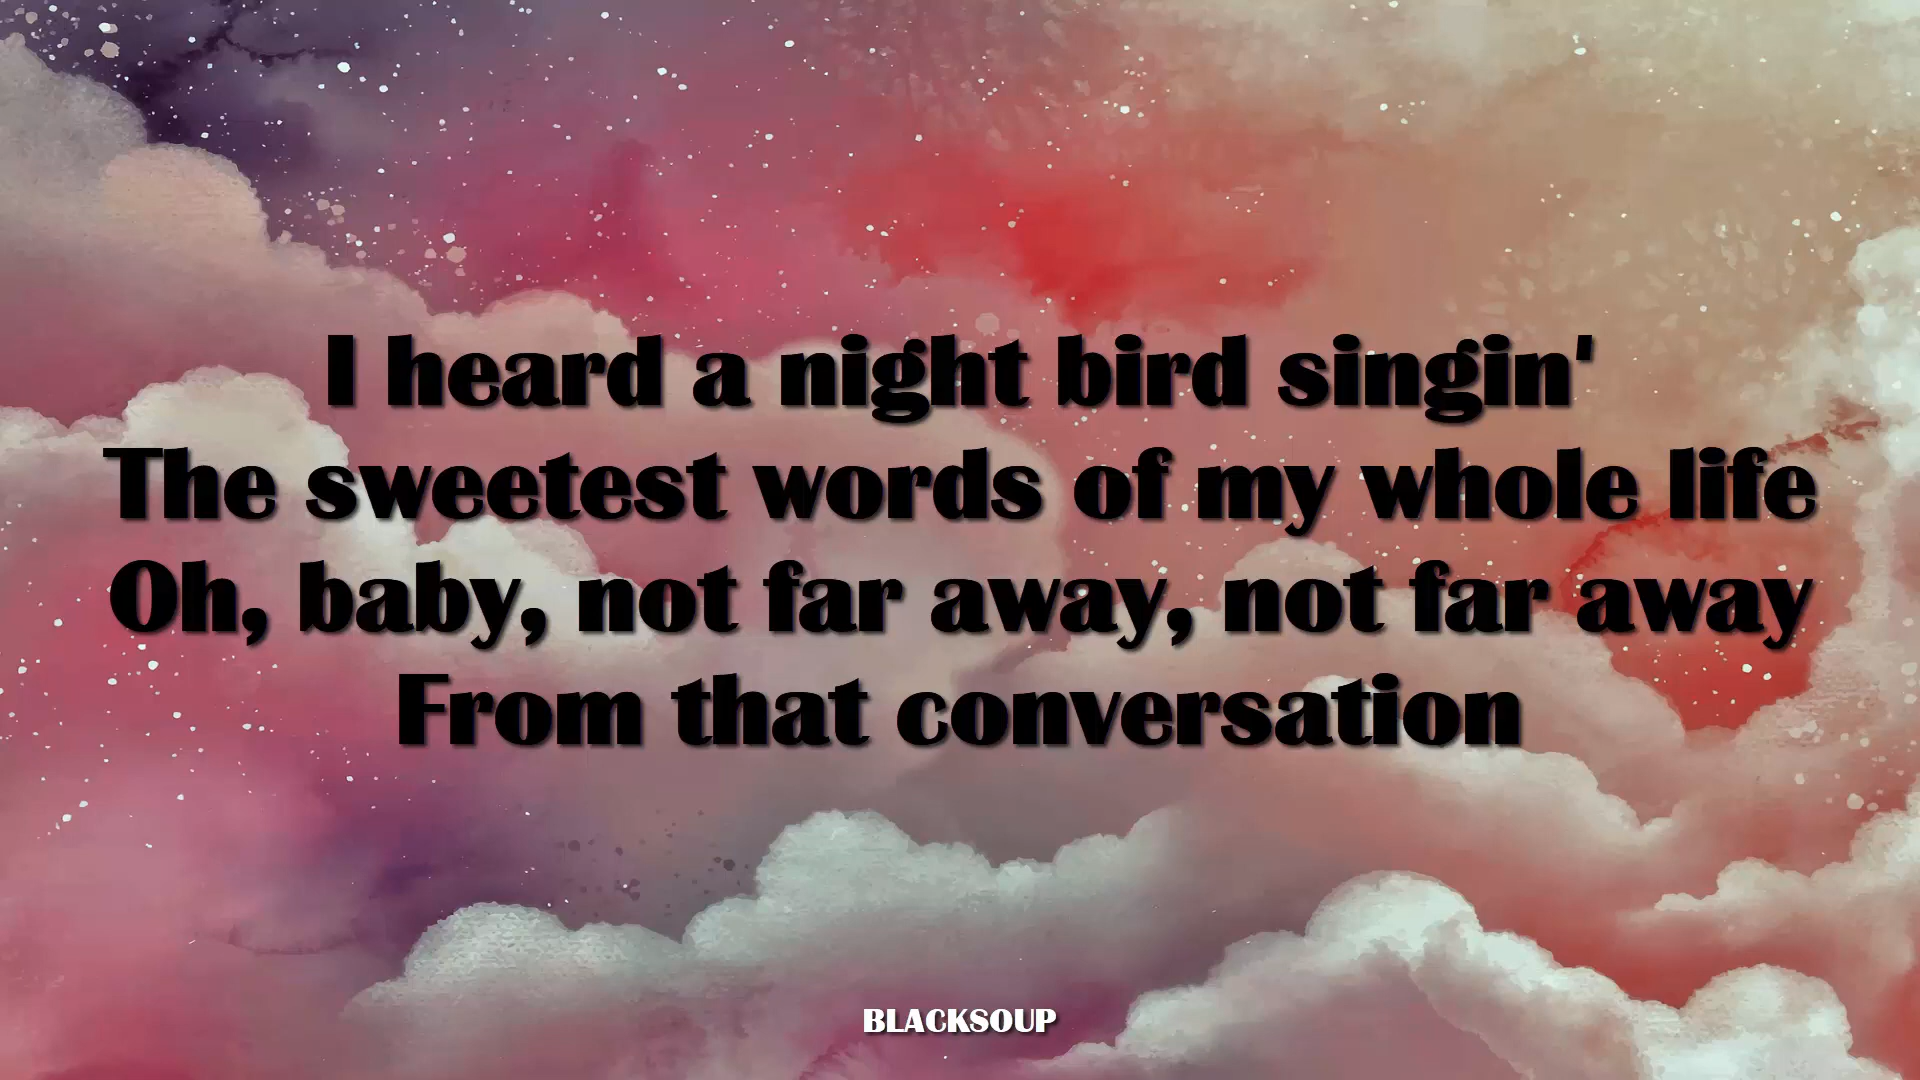 I heard a night bird singin'
The sweetest words of my whole life
Oh, baby, not far away, not far away
From that conversation
BLACKSOUP